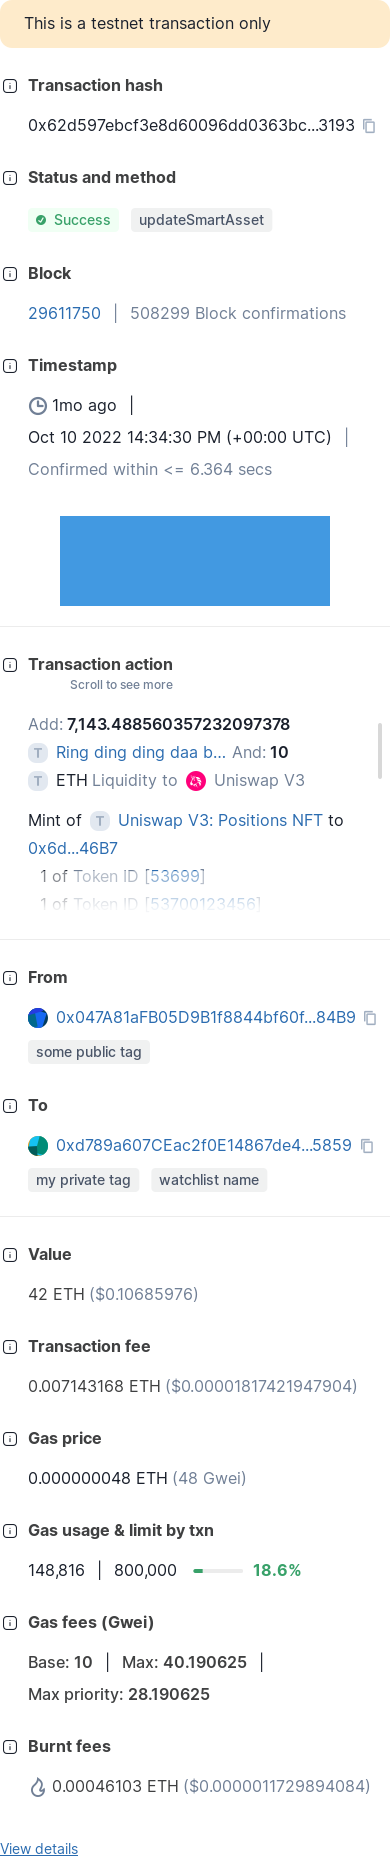 This is a testnet transaction only
Transaction hash
0x62d597ebcf3e8d60096dd0363bc...3193
Status and method
Success updateSmartAsset
Block
29611750 | 508299 Block confirmations
Timestamp
1mo ago |
Oct 10 2022 14:34:30 PM (+00:00 UTC) |
Confirmed within <= 6.364 secs
Transaction action
Scroll to see more
Add: 7,143.488560357232097378
T Ring ding ding daa b... And: 10
T ETH Liquidity to Uniswap V3
Mint of T Uniswap V3: Positions NFT to
0x6d...46B7
1 of Token ID [53699]
1 of Token ID [53700123456]
From
0x047A81aFB05D9B1f8844bf60f...84B9
some public tag
To
0xd789a607CEac2f0E14867de4...5859
my private tag watchlist name
Value
42 ETH ($0.10685976)
Transaction fee
0.007143168 ETH ($0.00001817421947904)
Gas price
0.000000048 ETH (48 Gwei)
Gas usage & limit by txn
148,816 | 800,000 18.6%
Gas fees (Gwei)
Base: 10 | Max: 40.190625 |
Max priority: 28.190625
Burnt fees
0.00046103 ETH ($0.0000011729894084)
View details